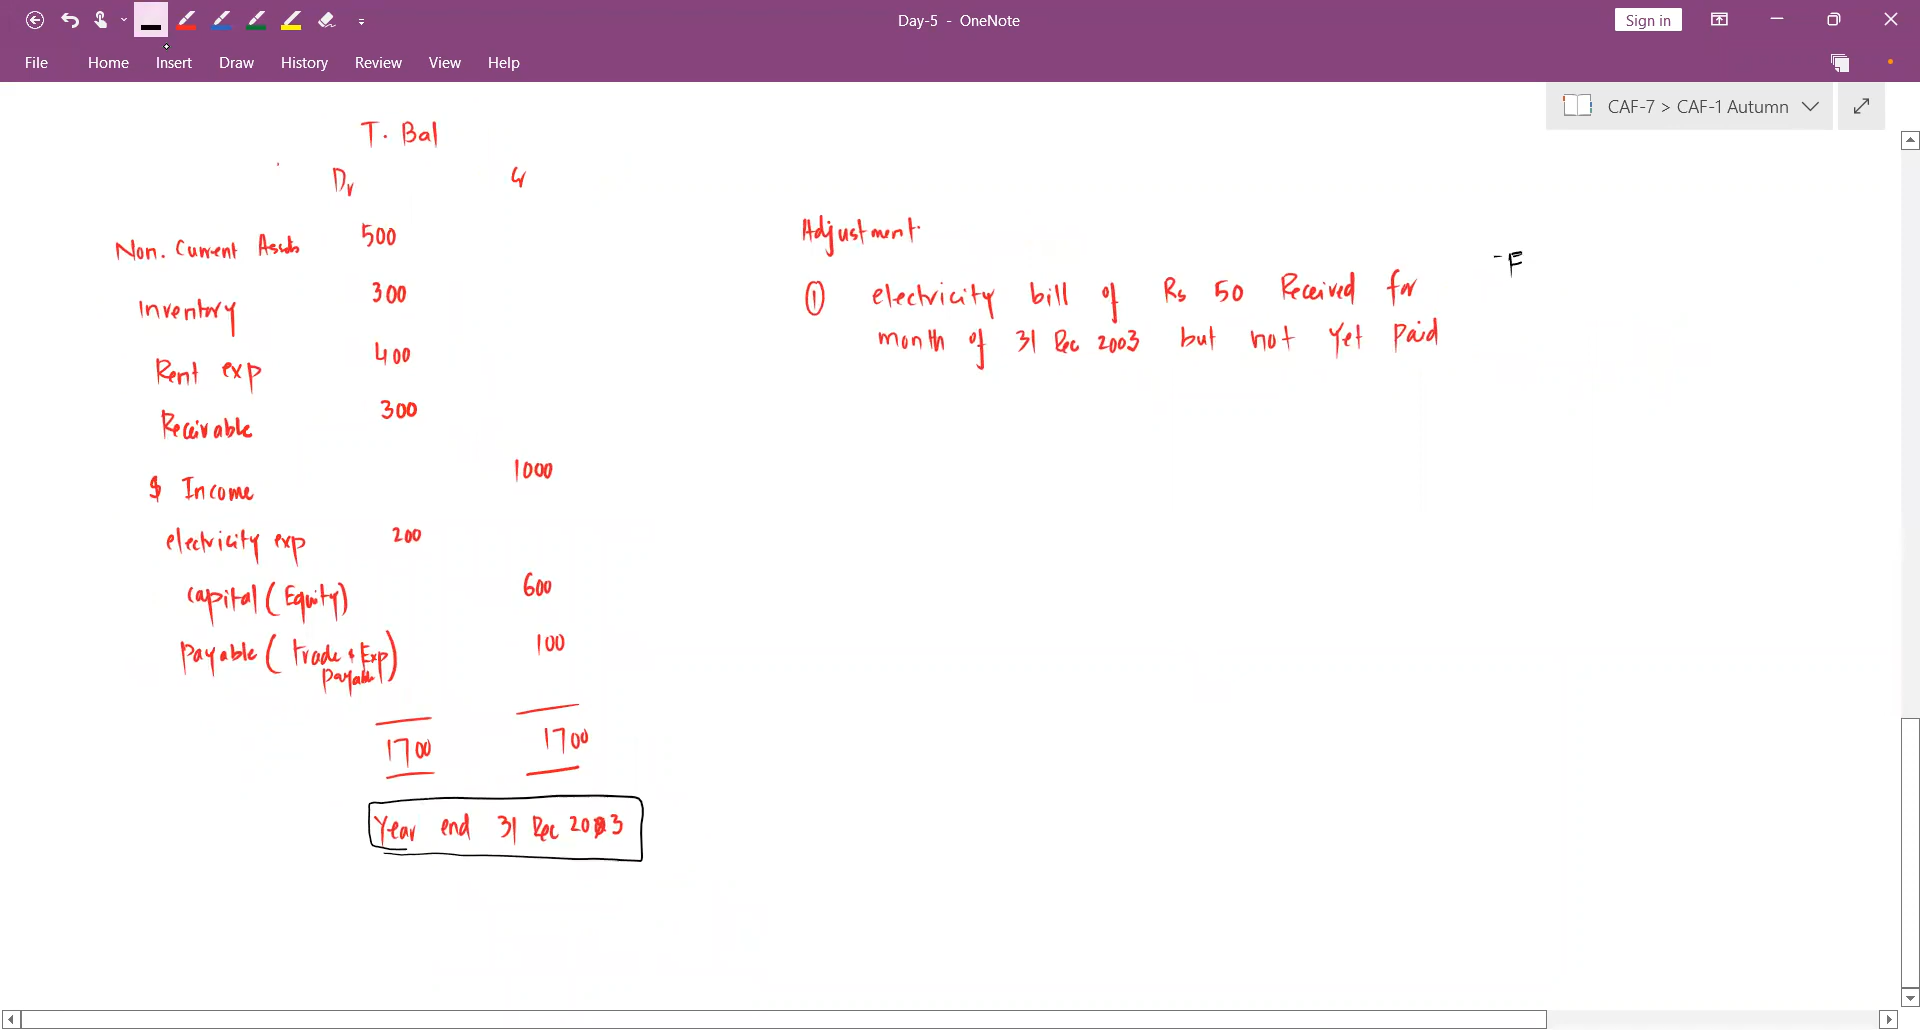 Day-5 - OneNote
Sign in
File Home Insert Draw History Review View Help
CAF-7 > CAF-1 Autumn
T. Bal
Dr Cr
Non. Current Assets 500
Inventory 300
Rent exp 400
Receivable 300
$ Income 1000
electricity exp 200
capital (Equity) 600
payable (trade & Exp payable) 100
1700 1700
Year end 31 Dec 2003
Adjustment.
① electricity bill of Rs 50 Received for
month of 31 Dec 2003 but not yet paid
-F